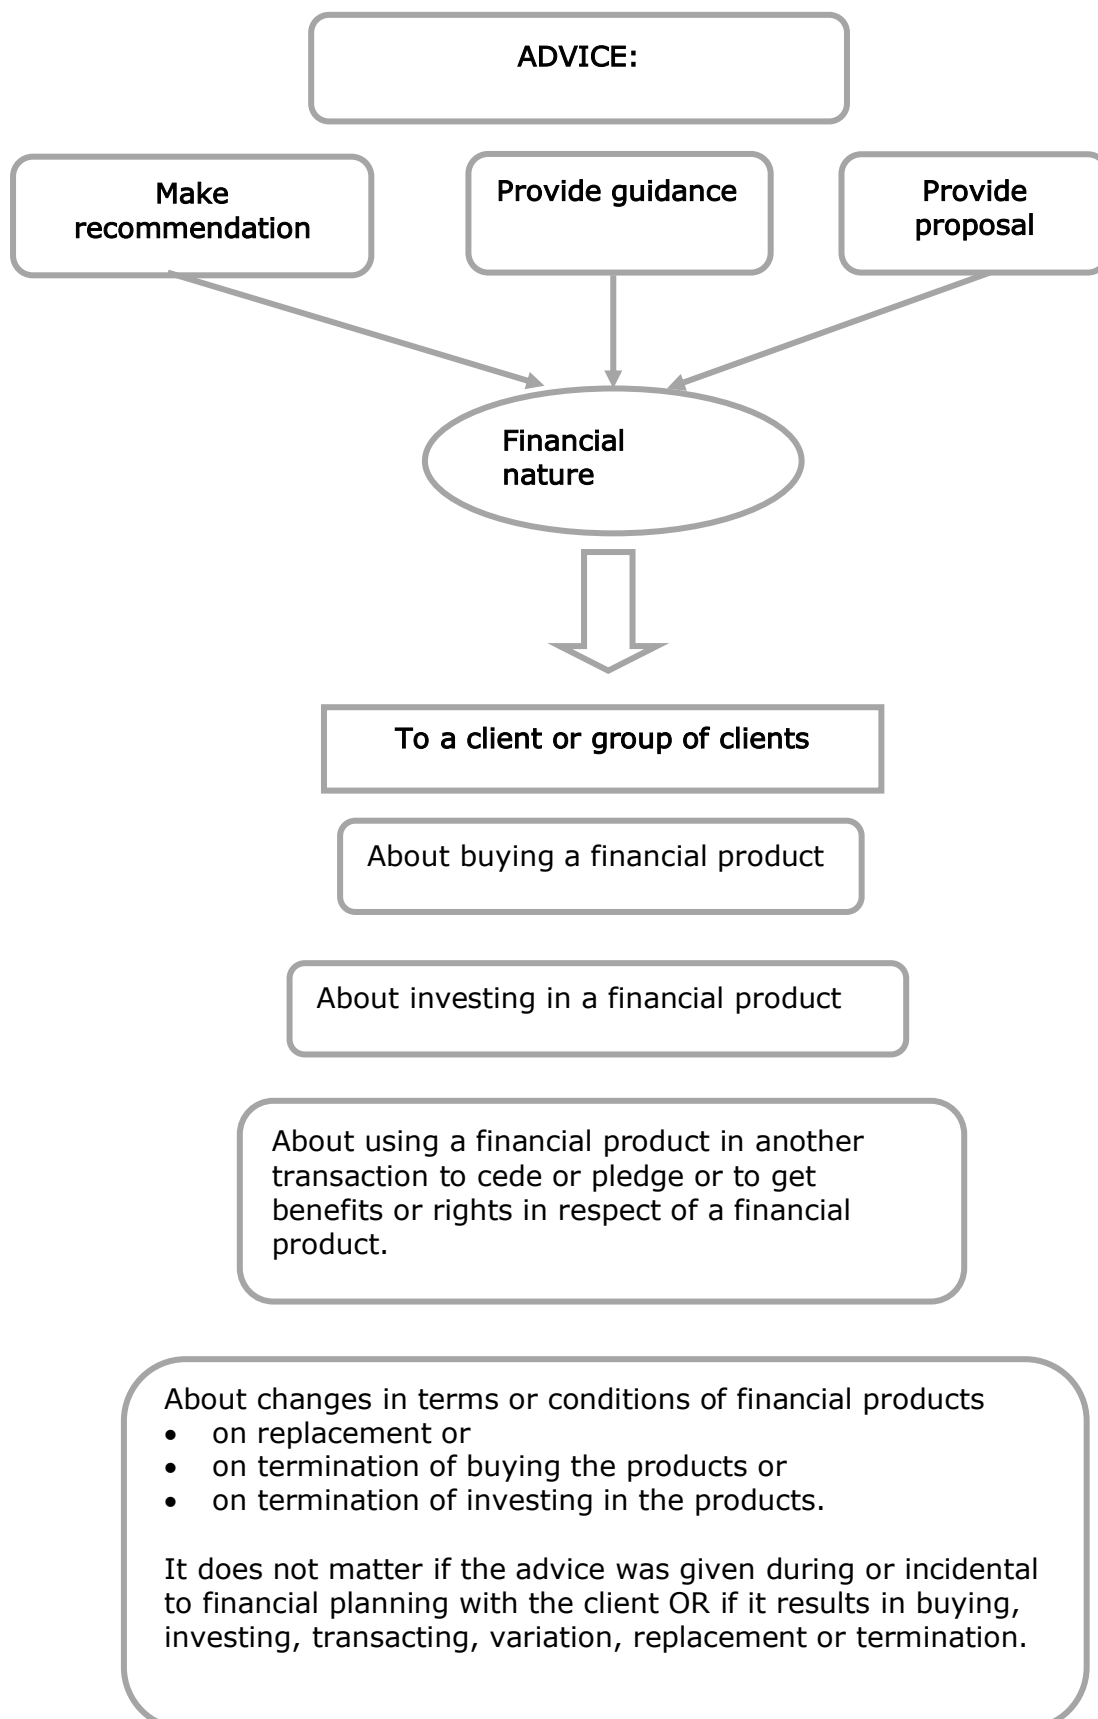 ADVICE:
Make
recommendation
Provide guidance
Provide
proposal
Financial
nature
To a client or group of clients
About buying a financial product
About investing in a financial product
About using a financial product in another
transaction to cede or pledge or to get
benefits or rights in respect of a financial
product.
About changes in terms or conditions of financial products
• on replacement or
• on termination of buying the products or
• on termination of investing in the products.
It does not matter if the advice was given during or incidental
to financial planning with the client OR if it results in buying,
investing, transacting, variation, replacement or termination.